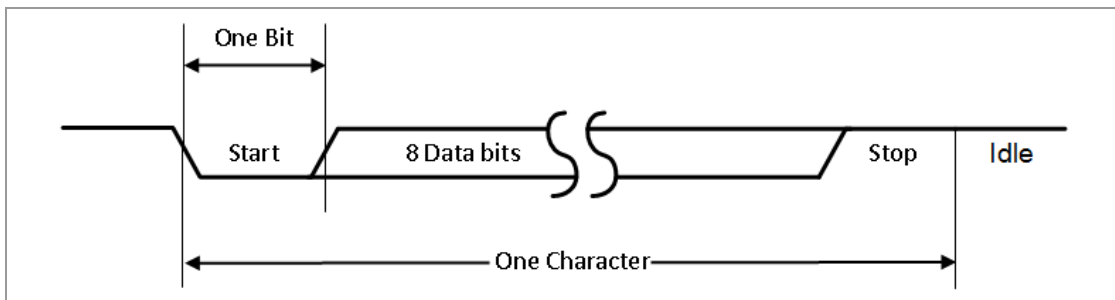 One Bit
Start
8 Data bits
Stop
Idle
One Character